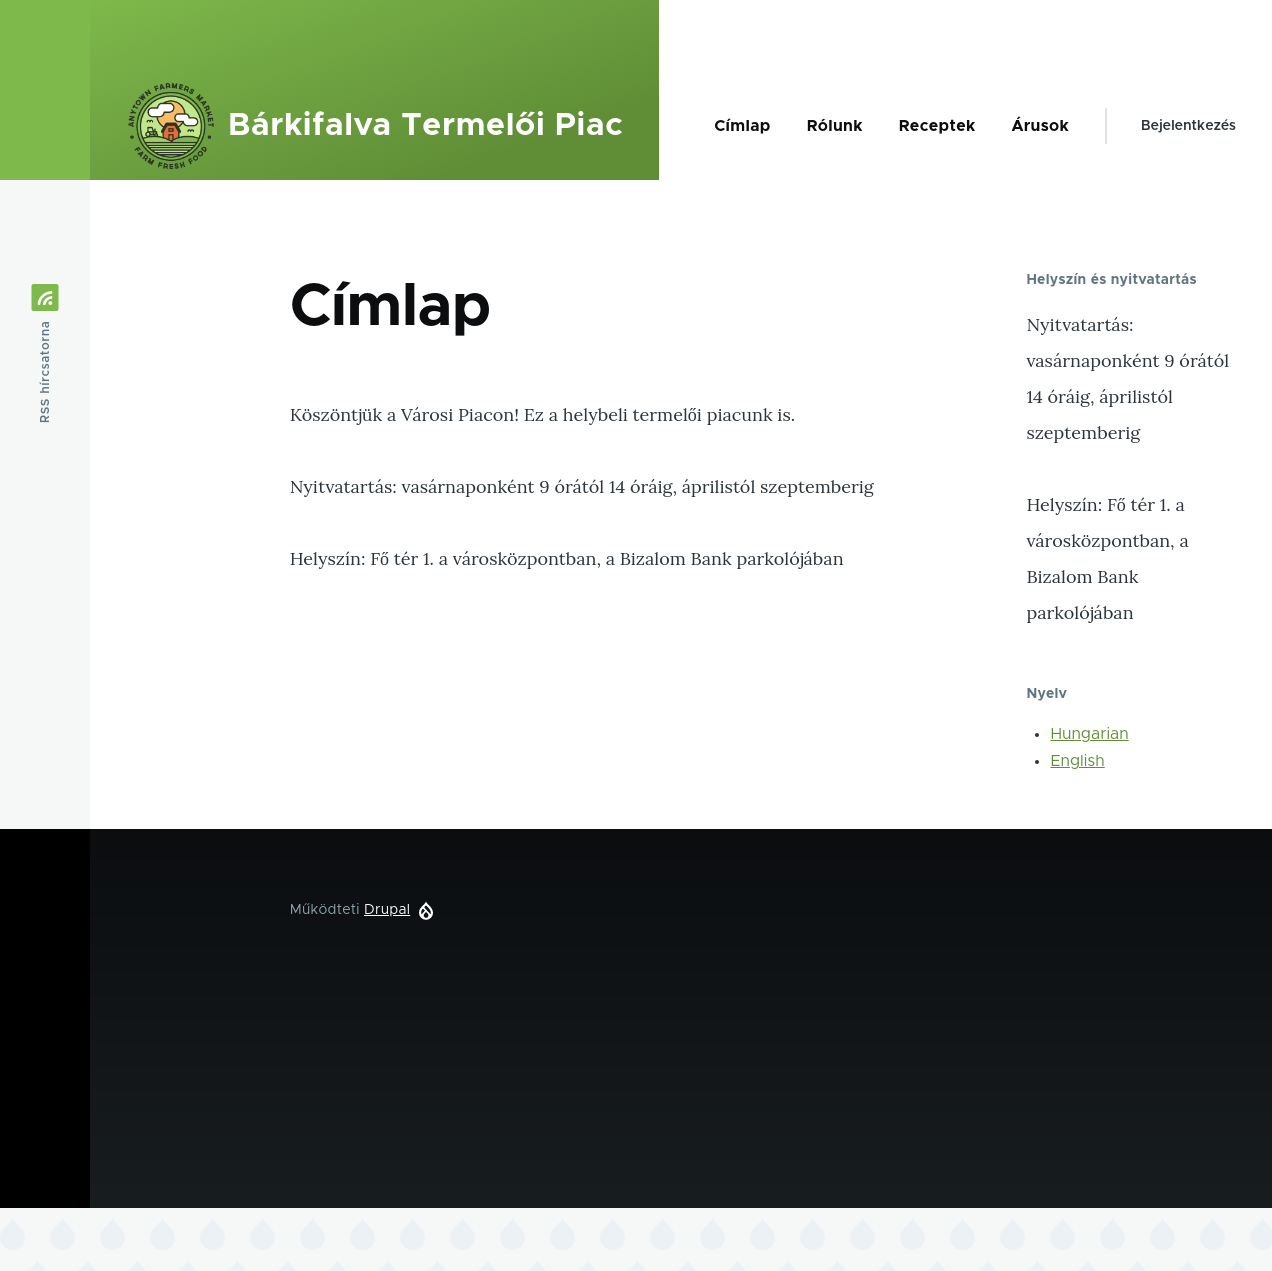 ANYTOWN FARMERS MARKET
FARM FRESH FOOD
Bárkifalva Termelői Piac
Címlap
Rólunk
Receptek
Árusok
Bejelentkezés
RSS hírcsatorna
Címlap
Köszöntjük a Városi Piacon! Ez a helybeli termelői piacunk is.
Nyitvatartás: vasárnaponként 9 órától 14 óráig, áprilistól szeptemberig
Helyszín: Fő tér 1. a városközpontban, a Bizalom Bank parkolójában
Helyszín és nyitvatartás
Nyitvatartás:
vasárnaponként 9 órától
14 óráig, áprilistól
szeptemberig
Helyszín: Fő tér 1. a
városközpontban, a
Bizalom Bank
parkolójában
Nyelv
Hungarian
English
Működteti Drupal